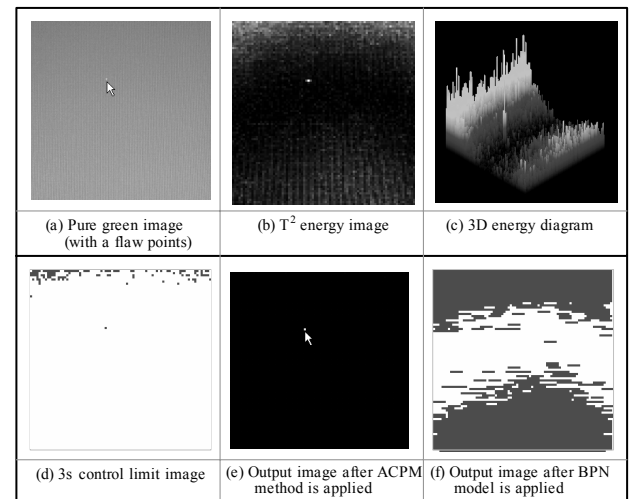 (a) Pure green image
(with a flaw points)
(b) T² energy image
(c) 3D energy diagram
(d) 3s control limit image
(e) Output image after ACPM
method is applied
(f) Output image after BPN
model is applied